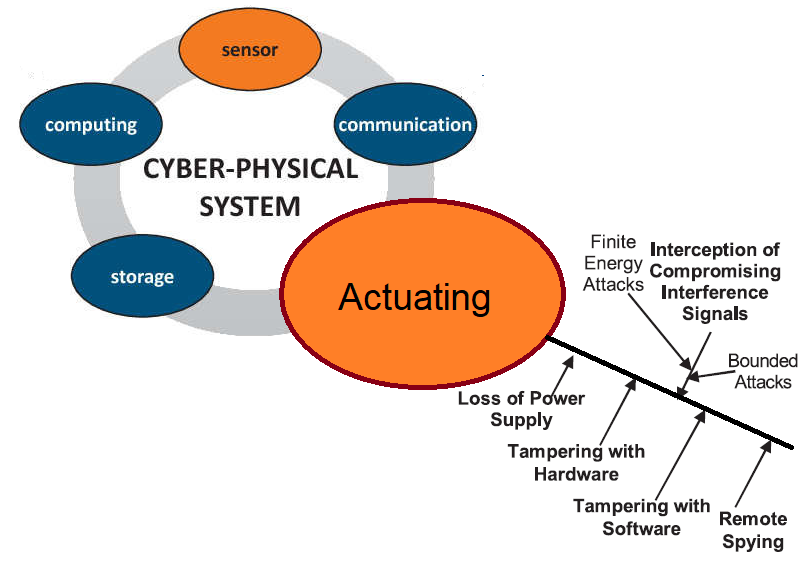 sensor
computing
communication
CYBER-PHYSICAL
SYSTEM
storage
Actuating
Finite
Energy
Attacks
Interception of
Compromising
Interference
Signals
Bounded
Attacks
Loss of Power
Supply
Tampering with
Hardware
Tampering with
Software
Remote
Spying